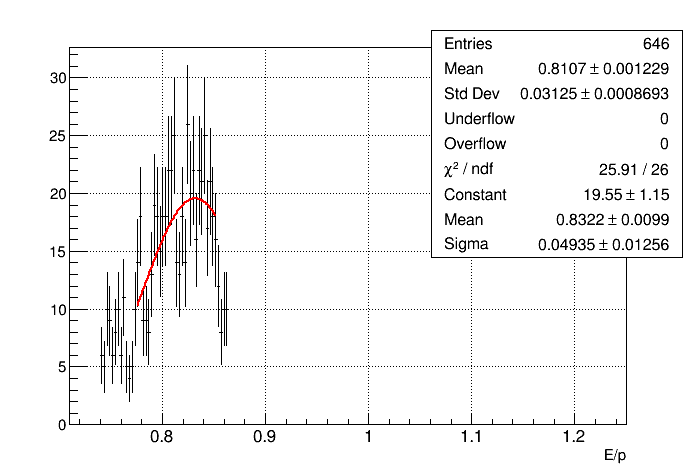 Entries 646
Mean 0.8107 ± 0.001229
Std Dev 0.03125 ± 0.0008693
Underflow 0
Overflow 0
χ² / ndf 25.91 / 26
Constant 19.55 ± 1.15
Mean 0.8322 ± 0.0099
Sigma 0.04935 ± 0.01256
30
25
20
15
10
5
0
0.8 0.9 1 1.1 1.2
E/p